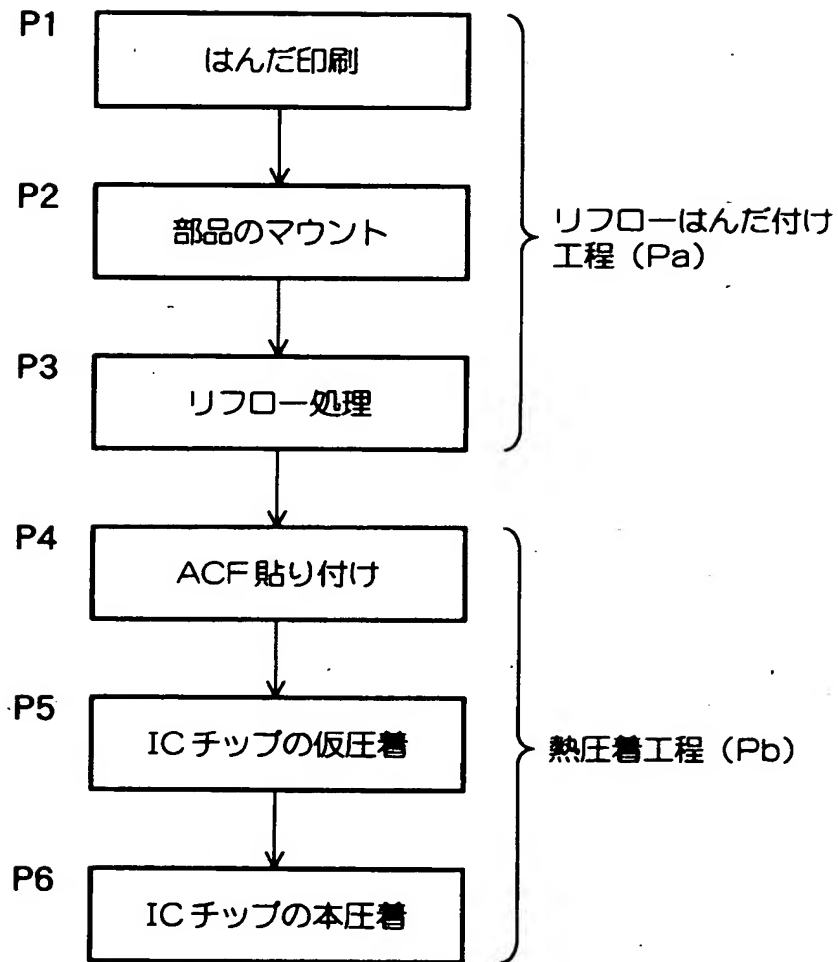 P1
はんだ印刷
P2
部品のマウント
リフローはんだ付け
工程（Pa）
P3
リフロー処理
P4
ACF貼り付け
P5
ICチップの仮圧着
熱圧着工程（Pb）
P6
ICチップの本圧着